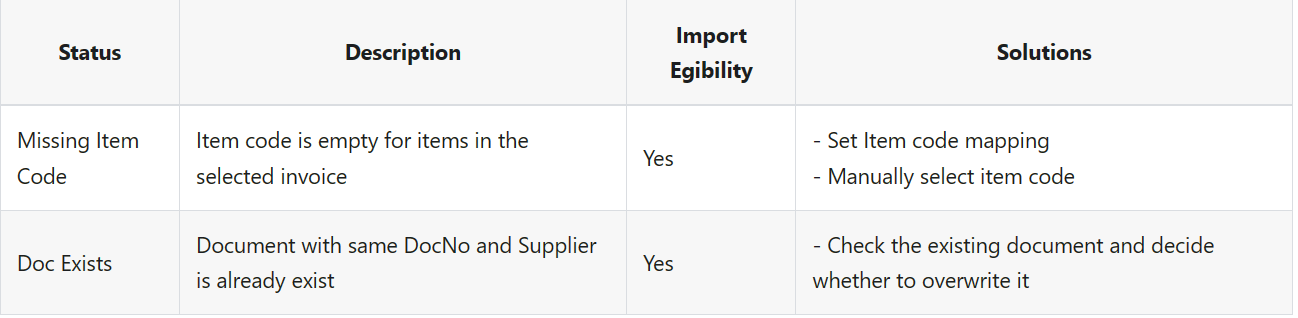 Status
Description
Import
Egibility
Solutions
Missing Item
Code
Item code is empty for items in the
selected invoice
Yes
- Set Item code mapping
- Manually select item code
Doc Exists
Document with same DocNo and Supplier
is already exist
Yes
- Check the existing document and decide
whether to overwrite it